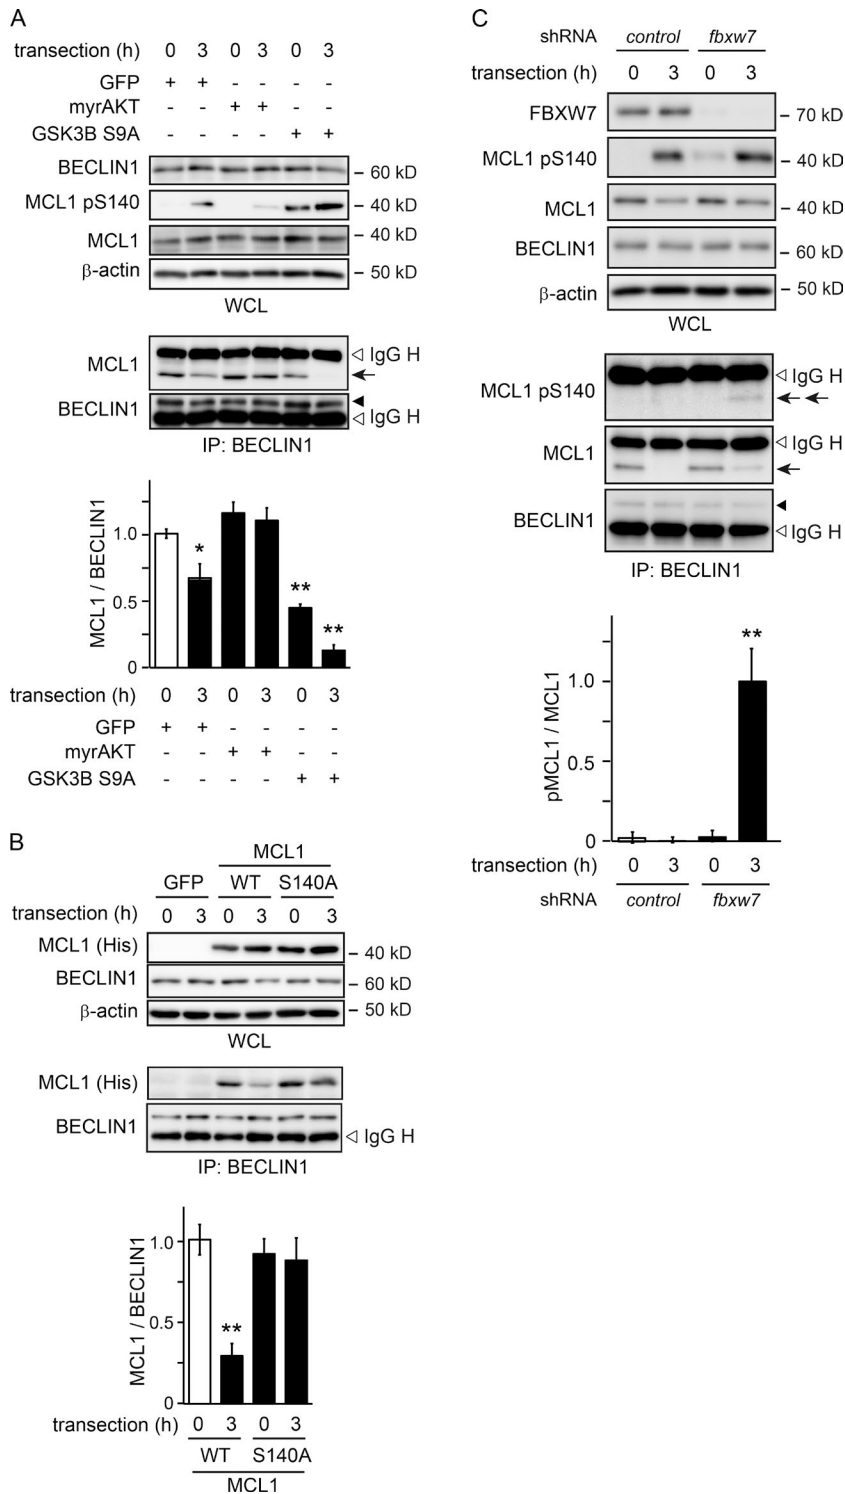 A
transection (h) 0 3 0 3 0 3
GFP + + - - - -
myrAKT - - + + - -
GSK3B S9A - - - - + +
BECLIN1 – 60 kD
MCL1 pS140 – 40 kD
MCL1 – 40 kD
β-actin – 50 kD
WCL
MCL1 ◁ IgG H ←
BECLIN1 ◀ ◁ IgG H
IP: BECLIN1
MCL1 / BECLIN1
1.0
0.5
0
* ** **
transection (h) 0 3 0 3 0 3
GFP + + - - - -
myrAKT - - + + - -
GSK3B S9A - - - - + +
B
MCL1
GFP WT S140A
transection (h) 0 3 0 3 0 3
MCL1 (His) – 40 kD
BECLIN1 – 60 kD
β-actin – 50 kD
WCL
MCL1 (His)
BECLIN1 ◁ IgG H
IP: BECLIN1
MCL1 / BECLIN1
1.0
0.5
0
**
transection (h) 0 3 0 3
WT S140A
MCL1
C
shRNA control fbxw7
transection (h) 0 3 0 3
FBXW7 – 70 kD
MCL1 pS140 – 40 kD
MCL1 – 40 kD
BECLIN1 – 60 kD
β-actin – 50 kD
WCL
MCL1 pS140 ◁ IgG H ← ←
MCL1 ◁ IgG H ←
BECLIN1 ◀ ◁ IgG H
IP: BECLIN1
pMCL1 / MCL1
1.0
0.5
0
**
transection (h) 0 3 0 3
shRNA control fbxw7